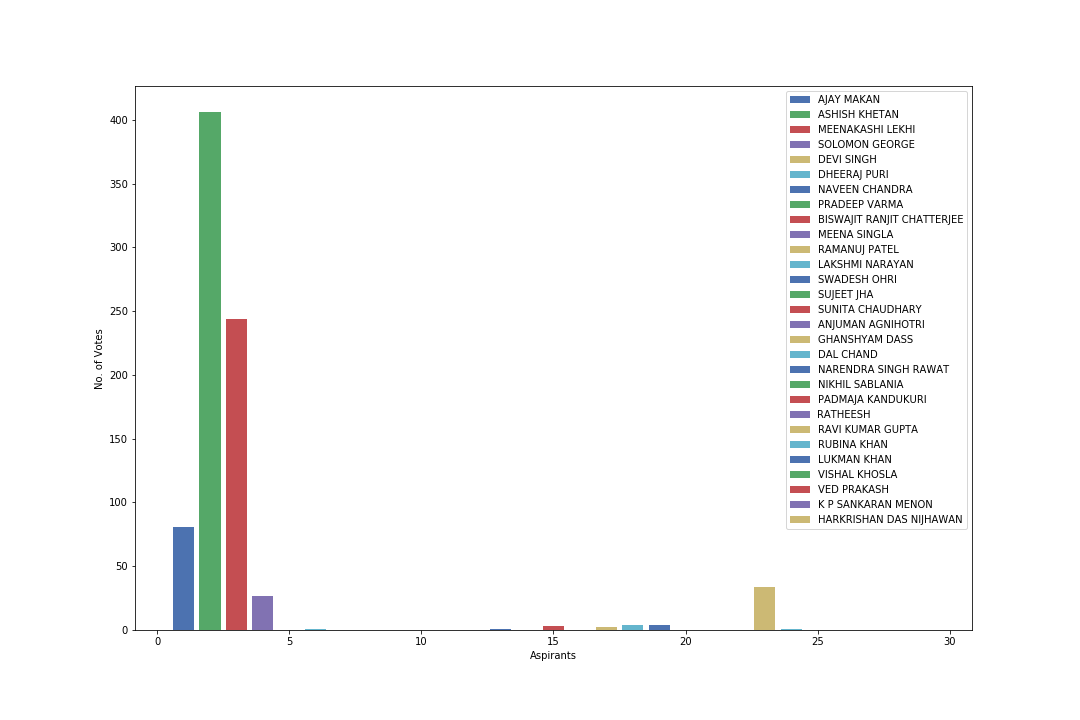 AJAY MAKAN
ASHISH KHETAN
MEENAKASHI LEKHI
SOLOMON GEORGE
DEVI SINGH
DHEERAJ PURI
NAVEEN CHANDRA
PRADEEP VARMA
BISWAJIT RANJIT CHATTERJEE
MEENA SINGLA
RAMANUJ PATEL
LAKSHMI NARAYAN
SWADESH OHRI
SUJEET JHA
SUNITA CHAUDHARY
ANJUMAN AGNIHOTRI
GHANSHYAM DASS
DAL CHAND
NARENDRA SINGH RAWAT
NIKHIL SABLANIA
PADMAJA KANDUKURI
RATHEESH
RAVI KUMAR GUPTA
RUBINA KHAN
LUKMAN KHAN
VISHAL KHOSLA
VED PRAKASH
K P SANKARAN MENON
HARKRISHAN DAS NIJHAWAN
400
350
300
250
200
150
100
50
0
No. of Votes
0 5 10 15 20 25 30
Aspirants